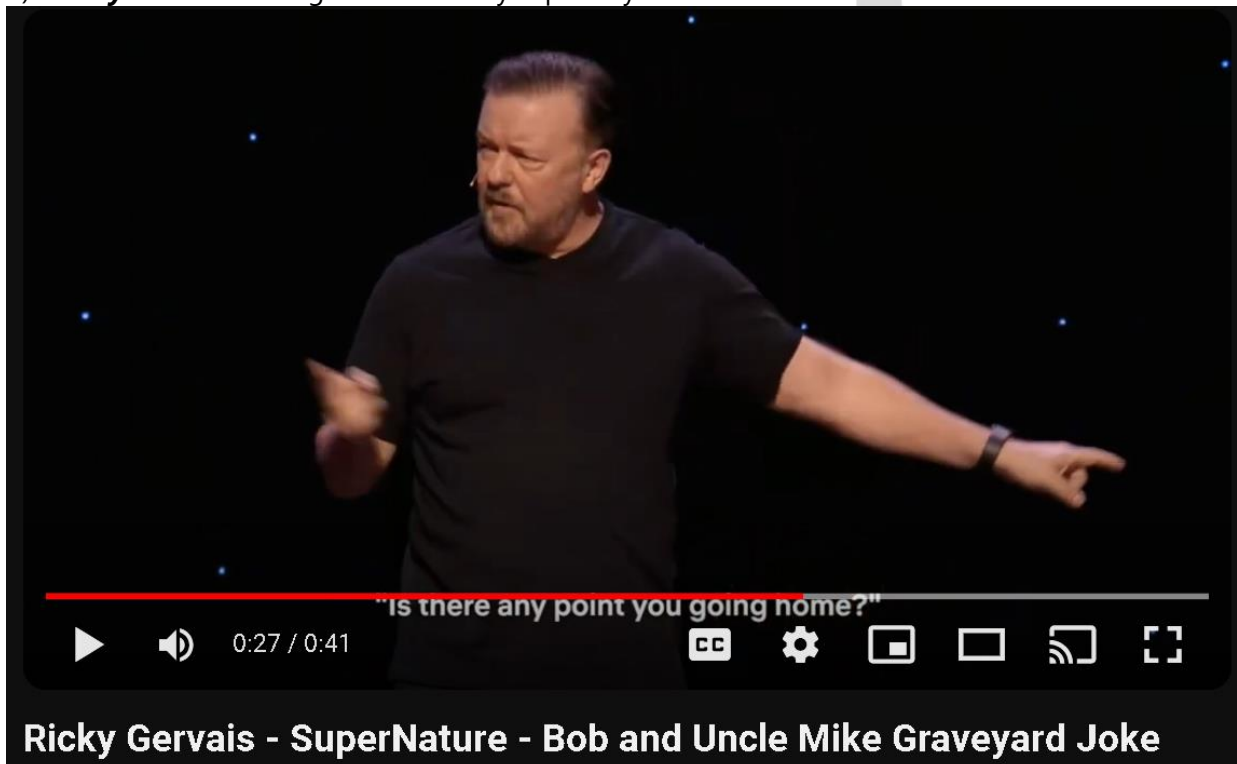 "Is there any point you going home?"
0:27 / 0:41
CC
Ricky Gervais - SuperNature - Bob and Uncle Mike Graveyard Joke